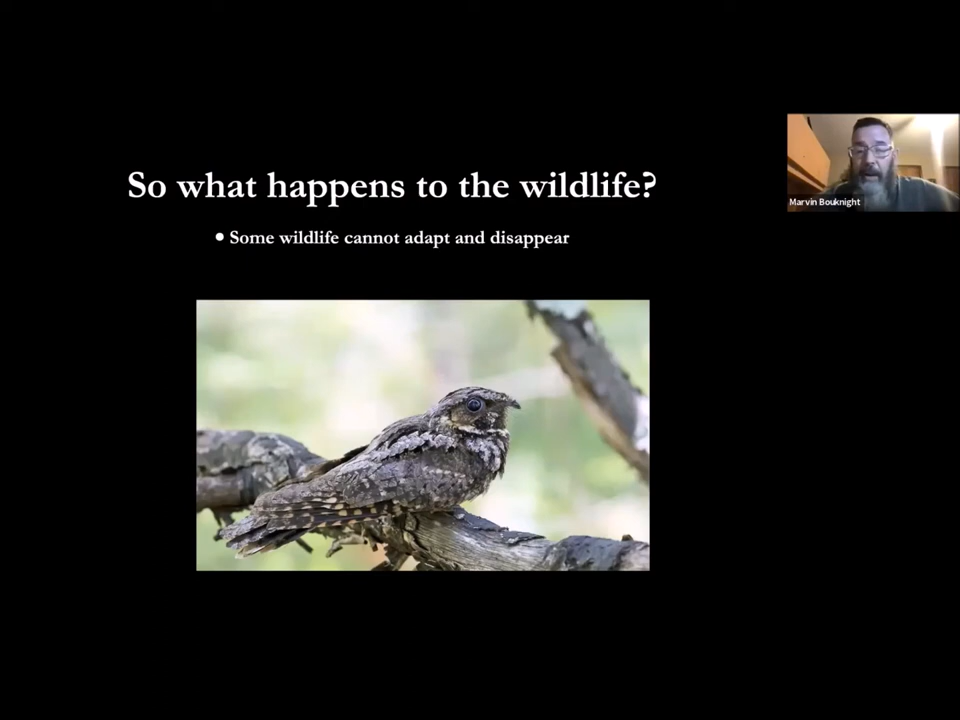 So what happens to the wildlife?
• Some wildlife cannot adapt and disappear
Marvin Bouknight